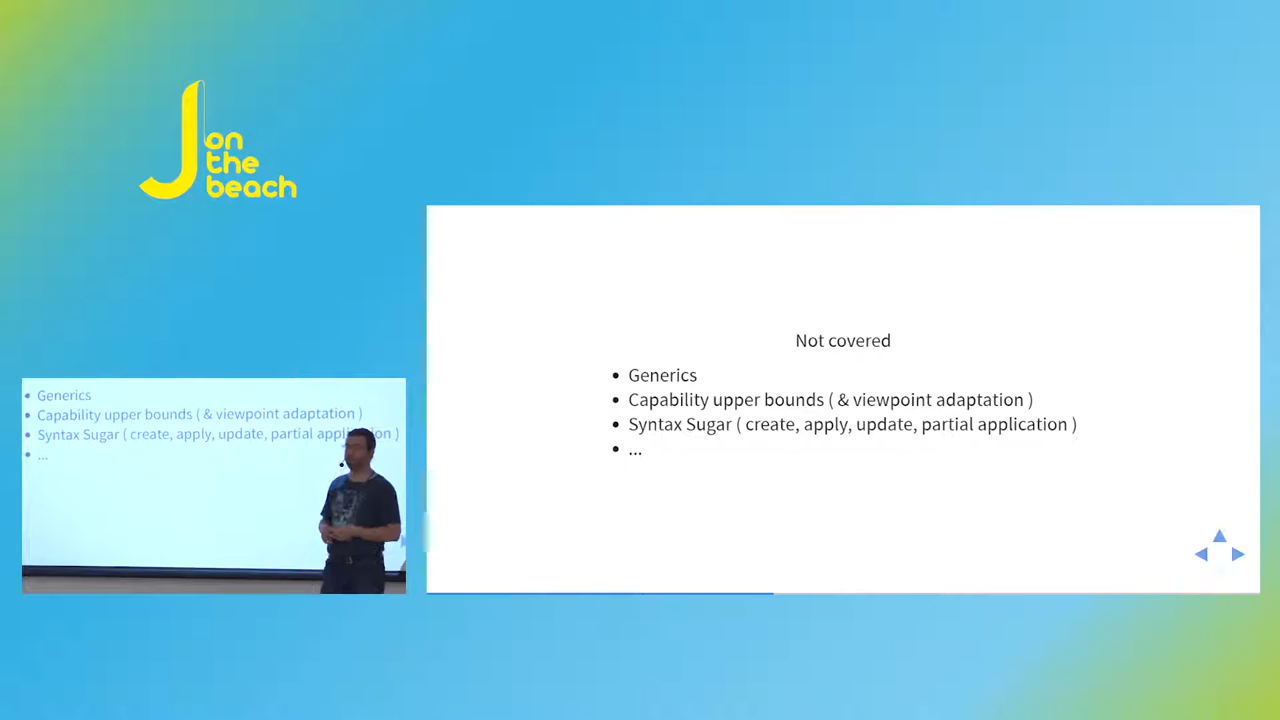 J on
the
beach
Generics
Capability upper bounds ( & viewpoint adaptation )
Syntax Sugar ( create, apply, update, partial application )
...
Not covered
• Generics
• Capability upper bounds ( & viewpoint adaptation )
• Syntax Sugar ( create, apply, update, partial application )
• ...